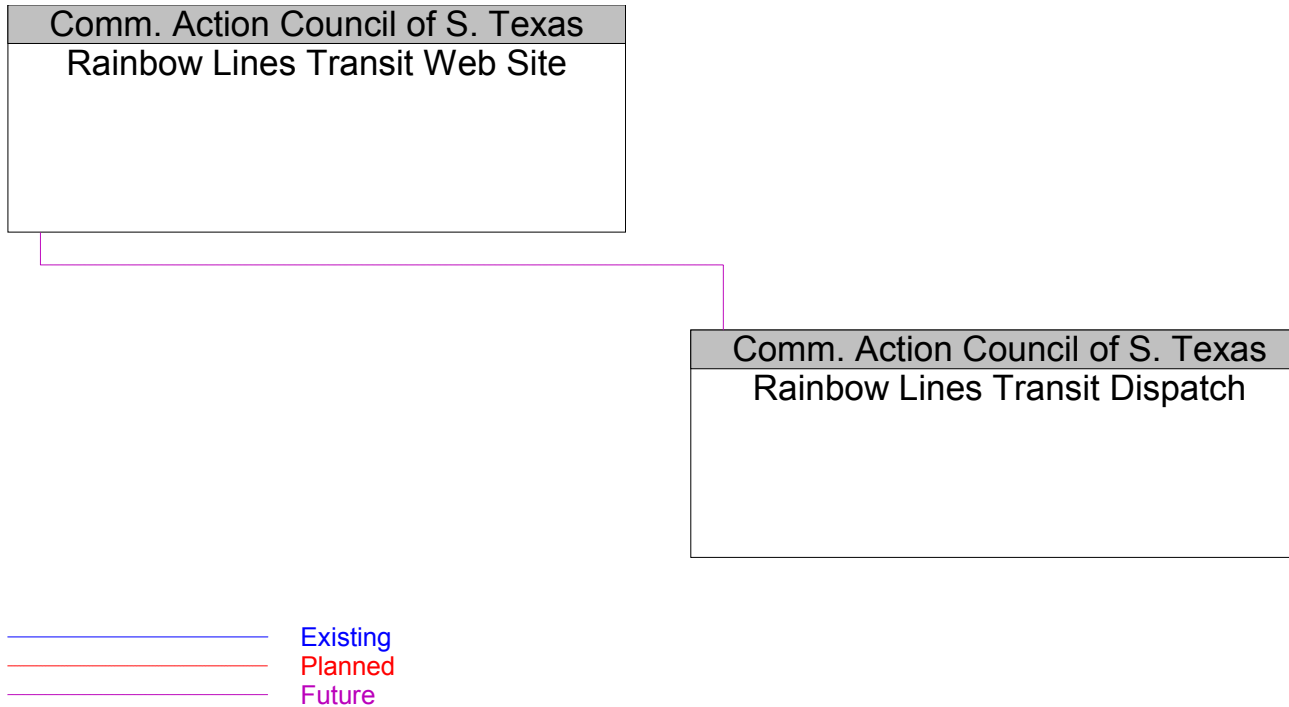 Comm. Action Council of S. Texas
Rainbow Lines Transit Web Site
Comm. Action Council of S. Texas
Rainbow Lines Transit Dispatch
Existing
Planned
Future